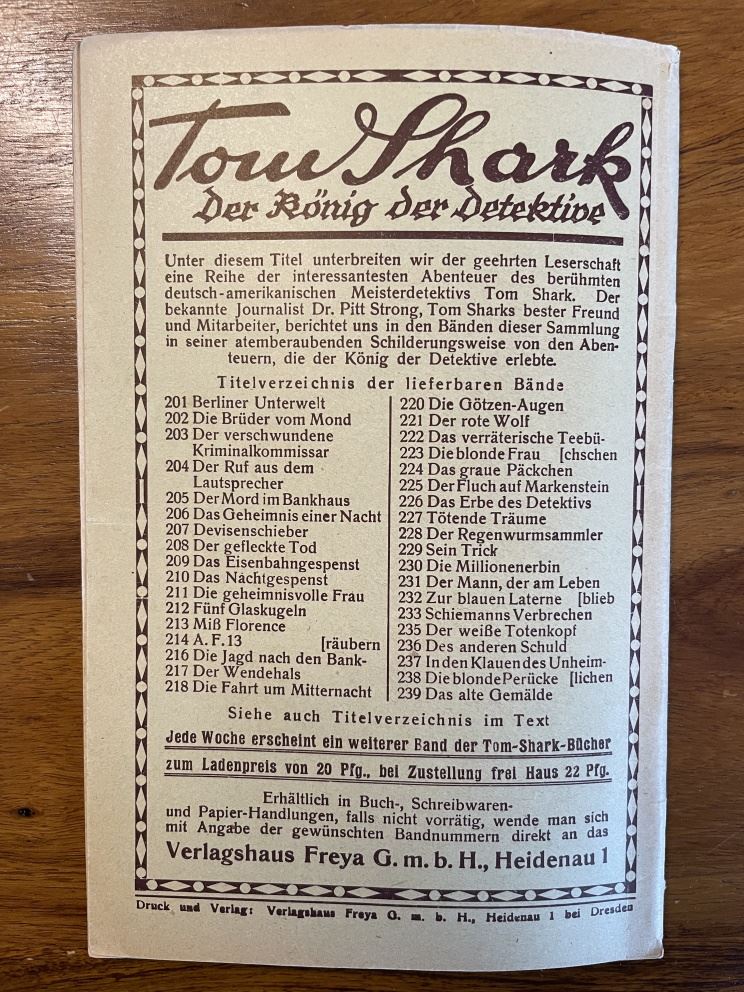 Tom Shark
Der König der Detektive
Unter diesem Titel unterbreiten wir der geehrten Leserschaft
eine Reihe der interessantesten Abenteuer des berühmten
deutsch-amerikanischen Meisterdetektivs Tom Shark. Der
bekannte Journalist Dr. Pitt Strong, Tom Sharks bester Freund
und Mitarbeiter, berichtet uns in den Bänden dieser Sammlung
in seiner atemberaubenden Schilderungsweise von den Aben-
teuern, die der König der Detektive erlebte.
Titelverzeichnis der lieferbaren Bände
201 Berliner Unterwelt
202 Die Brüder vom Mond
203 Der verschwundene
Kriminalkommissar
204 Der Ruf aus dem
Lautsprecher
205 Der Mord im Bankhaus
206 Das Geheimnis einer Nacht
207 Devisenschieber
208 Der gefleckte Tod
209 Das Eisenbahngespenst
210 Das Nachtgespenst
211 Die geheimnisvolle Frau
212 Fünf Glaskugeln
213 Miß Florence
214 A. F. 13 [räubern
216 Die Jagd nach den Bank-
217 Der Wendehals
218 Die Fahrt um Mitternacht
220 Die Götzen-Augen
221 Der rote Wolf
222 Das verräterische Teebü-
223 Die blonde Frau [chschen
224 Das graue Päckchen
225 Der Fluch auf Markenstein
226 Das Erbe des Detektivs
227 Tötende Träume
228 Der Regenwurmsammler
229 Sein Trick
230 Die Millionenerbin
231 Der Mann, der am Leben
232 Zur blauen Laterne [blieb
233 Schiemanns Verbrechen
235 Der weiße Totenkopf
236 Des anderen Schuld
237 In den Klauen des Unheim-
238 Die blonde Perücke [lichen
239 Das alte Gemälde
Siehe auch Titelverzeichnis im Text
Jede Woche erscheint ein weiterer Band der Tom-Shark-Bücher
zum Ladenpreis von 20 Pfg., bei Zustellung frei Haus 22 Pfg.
Erhältlich in Buch-, Schreibwaren-
und Papier-Handlungen, falls nicht vorrätig, wende man sich
mit Angabe der gewünschten Bandnummern direkt an das
Verlagshaus Freya G. m. b. H., Heidenau 1
Druck und Verlag: Verlagshaus Freya G. m. b. H., Heidenau 1 bei Dresden